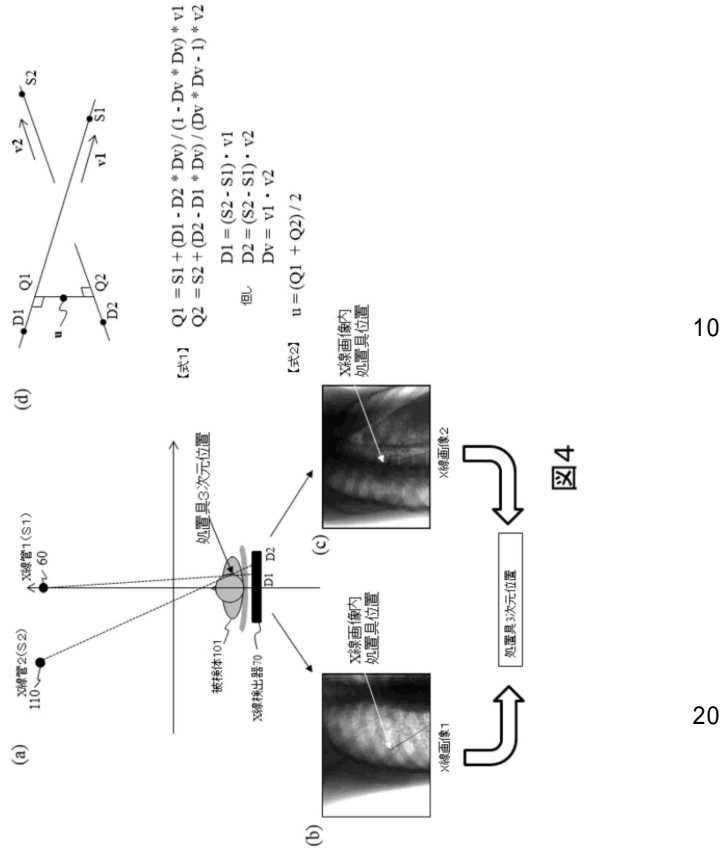 (a)
X線管2(S2)
110
X線管1(S1)
60
処置具3次元位置
被検体101
X線検出器70
D1
D2
(b)
X線画像内
処置具位置
X線画像1
(c)
X線画像内
処置具位置
X線画像2
処置具3次元位置
(d)
D1
Q1
v2
S2
u
v1
S1
D2
Q2
【式1】
Q1 = S1 + (D1 - D2 * Dv) / (1 - Dv * Dv) * v1
Q2 = S2 + (D2 - D1 * Dv) / (Dv * Dv - 1) * v2
但し
D1 = (S2 - S1)・v1
D2 = (S2 - S1)・v2
Dv = v1・v2
【式2】
u = (Q1 + Q2) / 2
図4
10
20